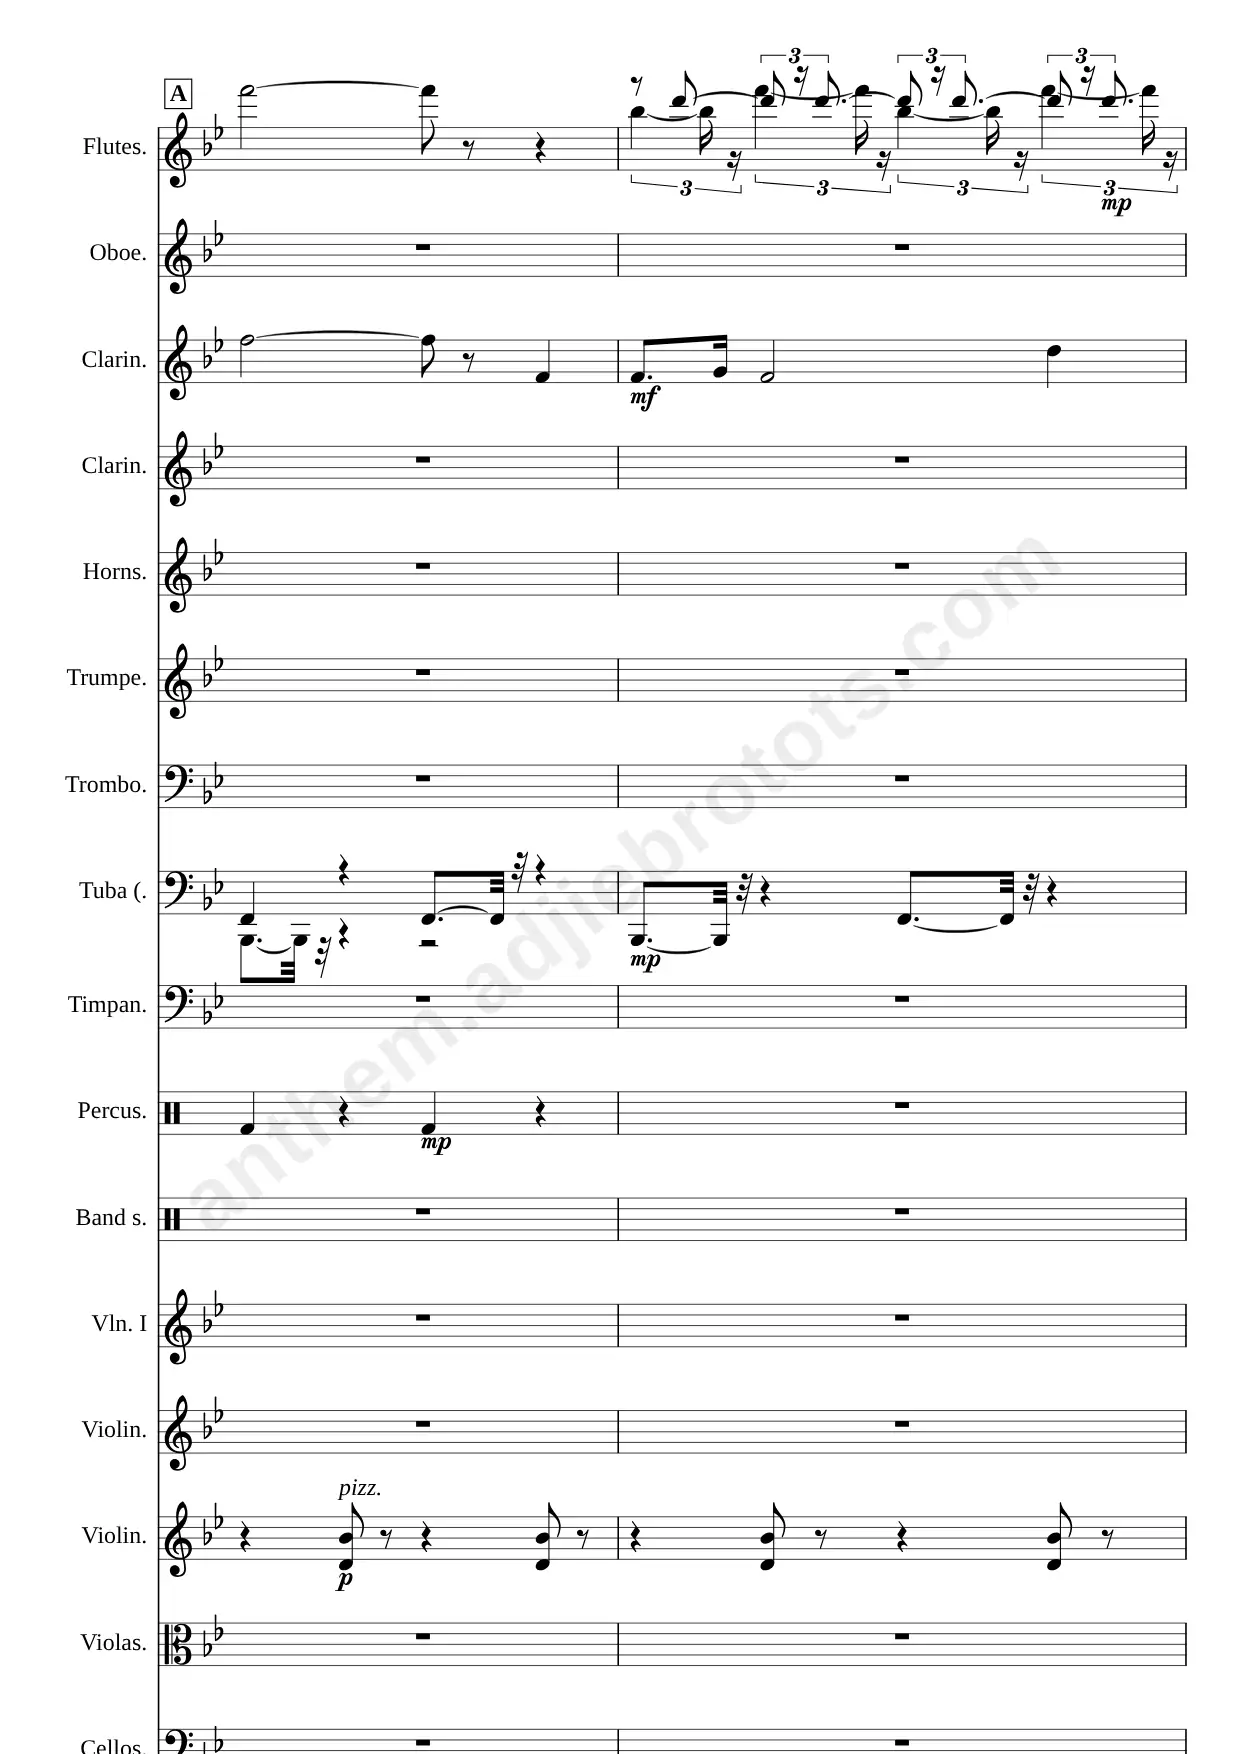 A
3 3 3
Flutes.
3 3 3 3
mp
Oboe.
Clarin.
mf
Clarin.
Horns.
Trumpe.
Trombo.
Tuba (.
mp
Timpan.
Percus.
mp
Band s.
Vln. I
Violin.
pizz.
Violin.
p
Violas.
Cellos.
anthem.adjiebrotots.com